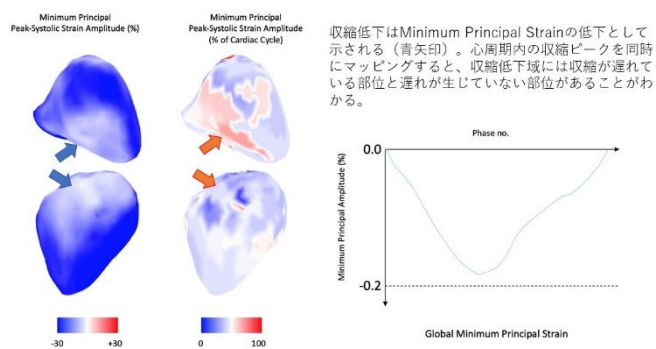 Minimum Principal
Peak-Systolic Strain Amplitude (%)
Minimum Principal
Peak-Systolic Strain Amplitude
(% of Cardiac Cycle)
収縮低下はMinimum Principal Strainの低下として
示される（青矢印）。心周期内の収縮ピークを同時
にマッピングすると、収縮低下域には収縮が遅れて
いる部位と遅れが生じていない部位があることがわ
かる。
Phase no.
0.0
Minimum Principal Amplitude (%)
-0.2
Global Minimum Principal Strain
-30
+30
0
100